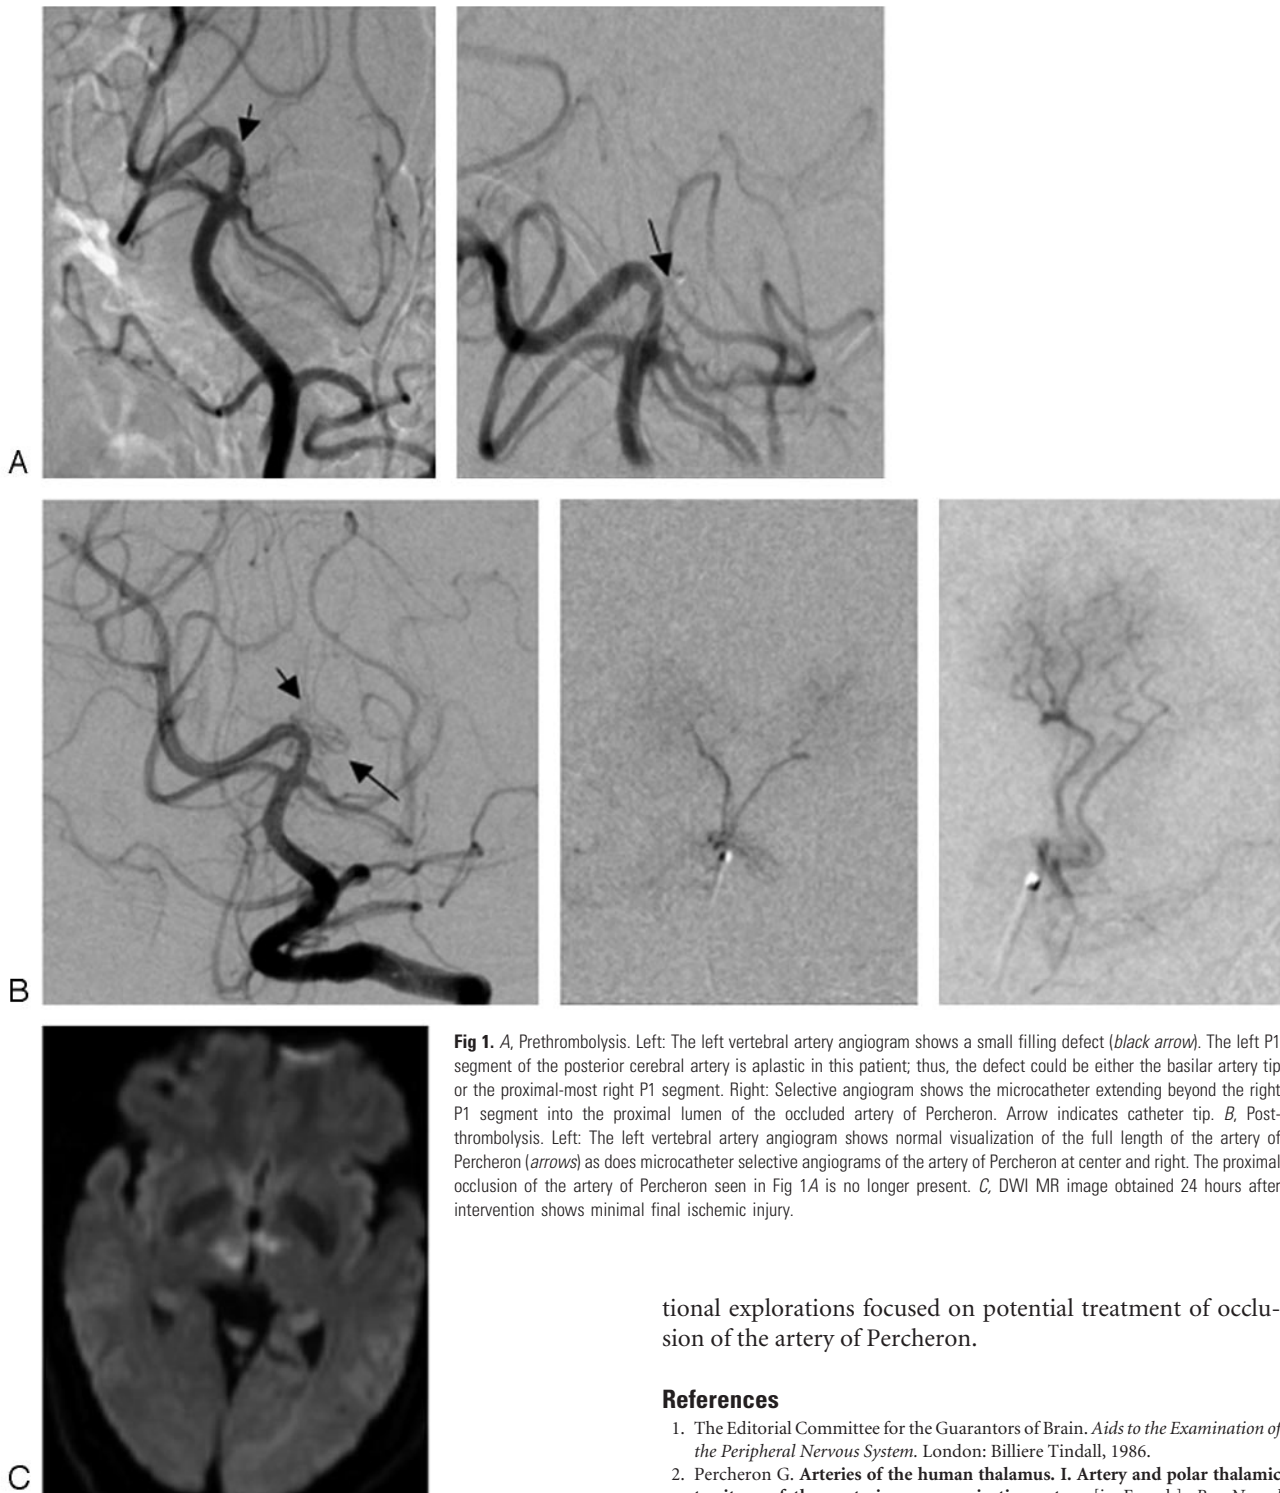 A
B
C
Fig 1. A, Prethrombolysis. Left: The left vertebral artery angiogram shows a small filling defect (black arrow). The left P1
segment of the posterior cerebral artery is aplastic in this patient; thus, the defect could be either the basilar artery tip
or the proximal-most right P1 segment. Right: Selective angiogram shows the microcatheter extending beyond the right
P1 segment into the proximal lumen of the occluded artery of Percheron. Arrow indicates catheter tip. B, Post-
thrombolysis. Left: The left vertebral artery angiogram shows normal visualization of the full length of the artery of
Percheron (arrows) as does microcatheter selective angiograms of the artery of Percheron at center and right. The proximal
occlusion of the artery of Percheron seen in Fig 1A is no longer present. C, DWI MR image obtained 24 hours after
intervention shows minimal final ischemic injury.
tional explorations focused on potential treatment of occlu-
sion of the artery of Percheron.
References
1. The Editorial Committee for the Guarantors of Brain. Aids to the Examination of
the Peripheral Nervous System. London: Billiere Tindall, 1986.
2. Percheron G. Arteries of the human thalamus. I. Artery and polar thalamic